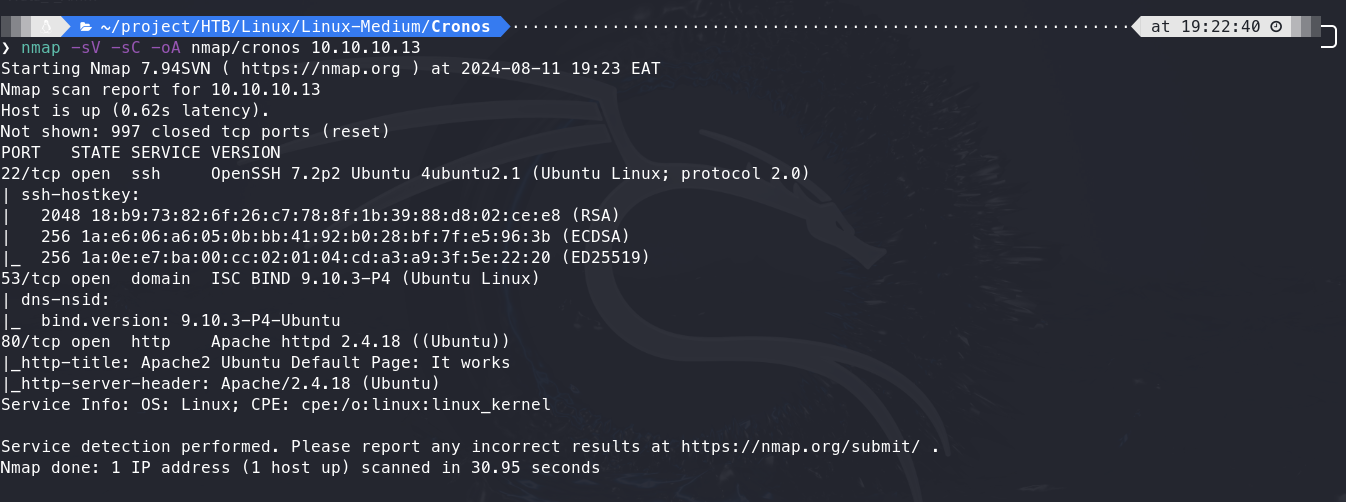 ~/project/HTB/Linux/Linux-Medium/Cronos at 19:22:40
❯ nmap -sV -sC -oA nmap/cronos 10.10.10.13
Starting Nmap 7.94SVN ( https://nmap.org ) at 2024-08-11 19:23 EAT
Nmap scan report for 10.10.10.13
Host is up (0.62s latency).
Not shown: 997 closed tcp ports (reset)
PORT   STATE SERVICE VERSION
22/tcp open  ssh     OpenSSH 7.2p2 Ubuntu 4ubuntu2.1 (Ubuntu Linux; protocol 2.0)
| ssh-hostkey:
|   2048 18:b9:73:82:6f:26:c7:78:8f:1b:39:88:d8:02:ce:e8 (RSA)
|   256 1a:e6:06:a6:05:0b:bb:41:92:b0:28:bf:7f:e5:96:3b (ECDSA)
|_  256 1a:0e:e7:ba:00:cc:02:01:04:cd:a3:a9:3f:5e:22:20 (ED25519)
53/tcp open  domain  ISC BIND 9.10.3-P4 (Ubuntu Linux)
| dns-nsid:
|_  bind.version: 9.10.3-P4-Ubuntu
80/tcp open  http    Apache httpd 2.4.18 ((Ubuntu))
|_http-title: Apache2 Ubuntu Default Page: It works
|_http-server-header: Apache/2.4.18 (Ubuntu)
Service Info: OS: Linux; CPE: cpe:/o:linux:linux_kernel

Service detection performed. Please report any incorrect results at https://nmap.org/submit/ .
Nmap done: 1 IP address (1 host up) scanned in 30.95 seconds